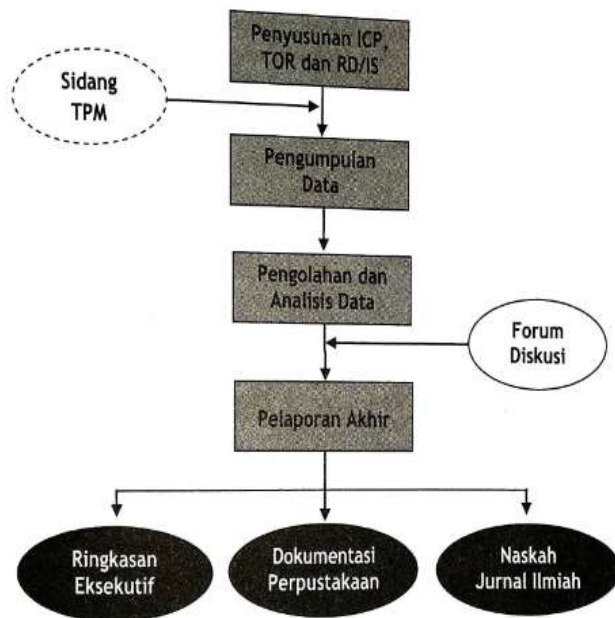 Penyusunan ICP,
TOR dan RD/IS
Sidang
TPM
Pengumpulan
Data
Pengolahan dan
Analisis Data
Forum
Diskusi
Pelaporan Akhir
Ringkasan
Eksekutif
Dokumentasi
Perpustakaan
Naskah
Jurnal Ilmiah